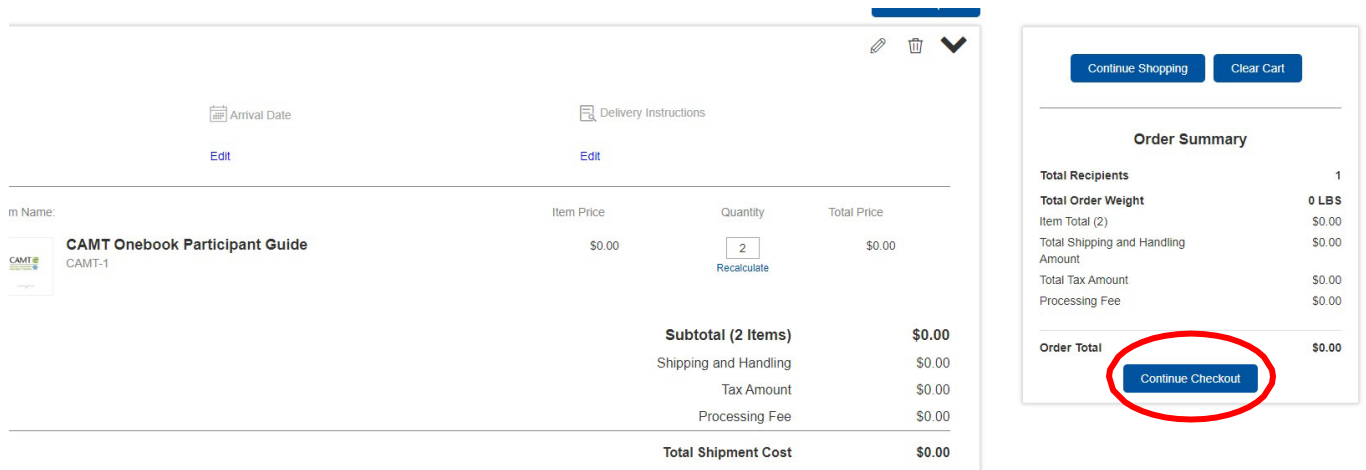 Arrival Date
Delivery Instructions
Edit
Edit
m Name:
Item Price
Quantity
Total Price
CAMT
CAMT Onebook Participant Guide
CAMT-1
$0.00
2
Recalculate
$0.00
Subtotal (2 Items) $0.00
Shipping and Handling $0.00
Tax Amount $0.00
Processing Fee $0.00
Total Shipment Cost $0.00
Continue Shopping
Clear Cart
Order Summary
Total Recipients 1
Total Order Weight 0 LBS
Item Total (2) $0.00
Total Shipping and Handling $0.00
Amount
Total Tax Amount $0.00
Processing Fee $0.00
Order Total $0.00
Continue Checkout